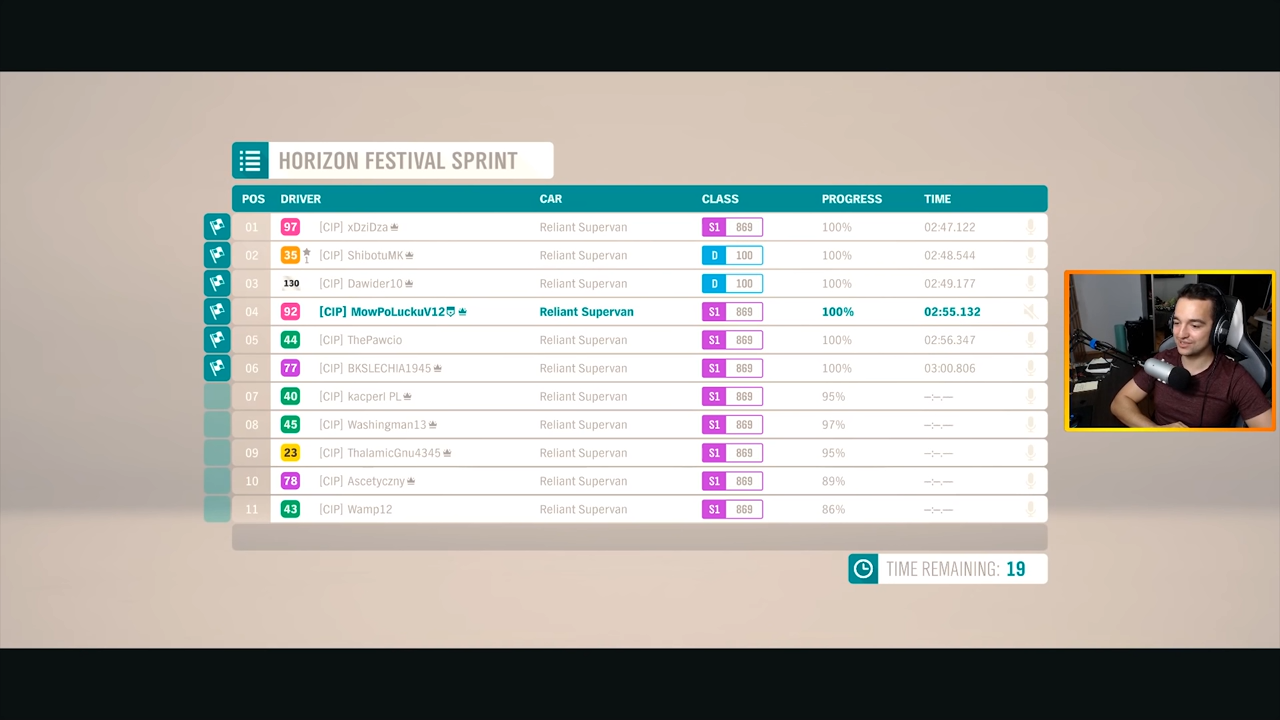 HORIZON FESTIVAL SPRINT
POS DRIVER CAR CLASS PROGRESS TIME
01 97 [CIP] xDziDza Reliant Supervan S1 869 100% 02:47.122
02 35 1 [CIP] ShibotuMK Reliant Supervan D 100 100% 02:48.544
03 130 [CIP] Dawider10 Reliant Supervan D 100 100% 02:49.177
04 92 [CIP] MowPoLuckuV12 Reliant Supervan S1 869 100% 02:55.132
05 44 [CIP] ThePawcio Reliant Supervan S1 869 100% 02:56.347
06 77 [CIP] BKSLECHIA1945 Reliant Supervan S1 869 100% 03:00.806
07 40 [CIP] kacperl PL Reliant Supervan S1 869 95% --:--.---
08 45 [CIP] Washingman13 Reliant Supervan S1 869 97% --:--.---
09 23 [CIP] ThalamicGnu4345 Reliant Supervan S1 869 95% --:--.---
10 78 [CIP] Ascetyczny Reliant Supervan S1 869 89% --:--.---
11 43 [CIP] Wamp12 Reliant Supervan S1 869 86% --:--.---
TIME REMAINING: 19